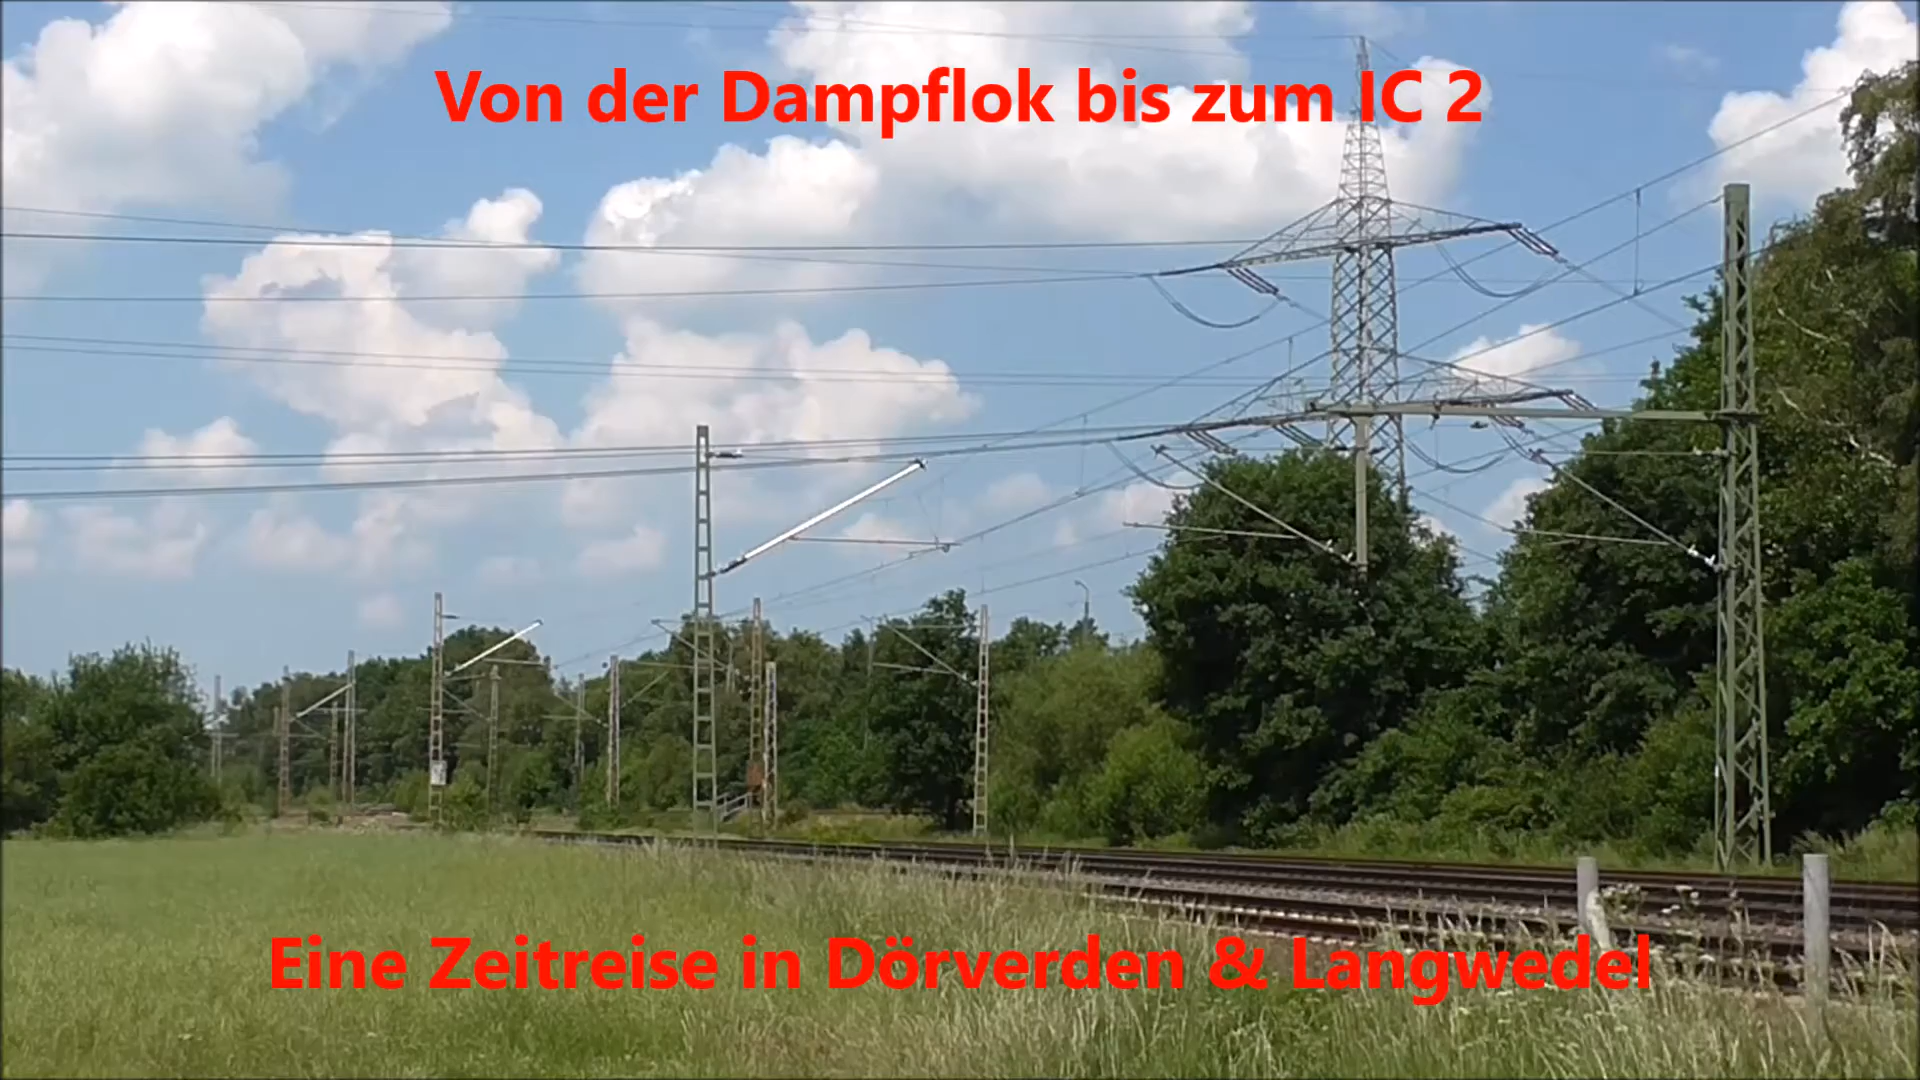 Von der Dampflok bis zum IC 2
Eine Zeitreise in Dörverden & Langwedel